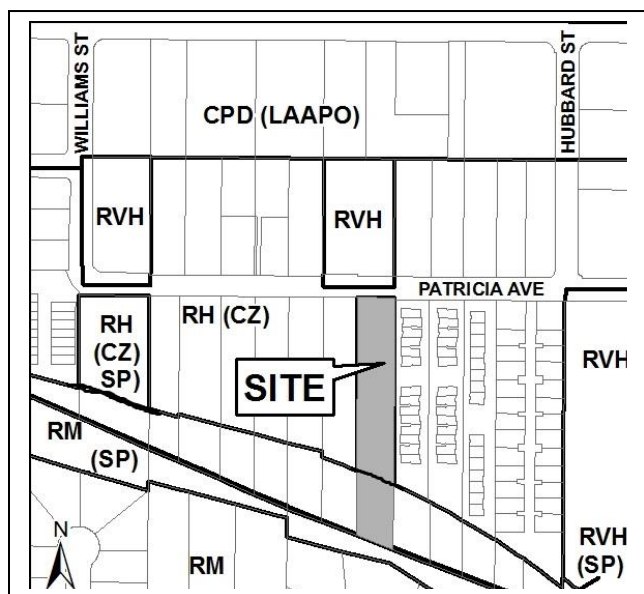 WILLIAMS ST
HUBBARD ST
CPD (LAAPO)
RVH
RVH
PATRICIA AVE
RH (CZ)
RH
(CZ)
SP)
SITE
RVH
RM
(SP)
N
RM
RVH
(SP)